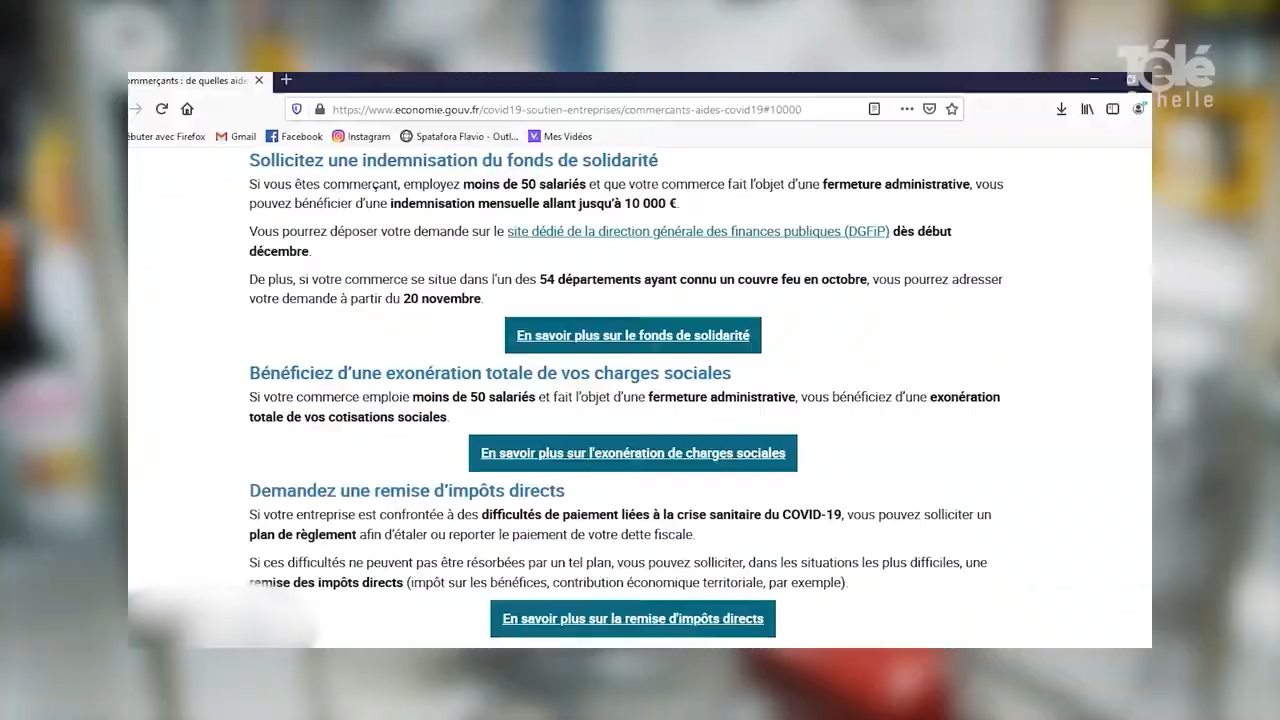 Télé
helle
ommerçants : de quelles aide
https://www.economie.gouv.fr/covid19-soutien-entreprises/commercants-aides-covid19#10000
ébuter avec Firefox Gmail Facebook Instagram Spatafora Flavio - Outl... Mes Vidéos
Sollicitez une indemnisation du fonds de solidarité
Si vous êtes commerçant, employez moins de 50 salariés et que votre commerce fait l'objet d'une fermeture administrative, vous
pouvez bénéficier d'une indemnisation mensuelle allant jusqu'à 10 000 €.
Vous pourrez déposer votre demande sur le site dédié de la direction générale des finances publiques (DGFiP) dès début
décembre.
De plus, si votre commerce se situe dans l'un des 54 départements ayant connu un couvre feu en octobre, vous pourrez adresser
votre demande à partir du 20 novembre.
En savoir plus sur le fonds de solidarité
Bénéficiez d'une exonération totale de vos charges sociales
Si votre commerce emploie moins de 50 salariés et fait l'objet d'une fermeture administrative, vous bénéficiez d'une exonération
totale de vos cotisations sociales.
En savoir plus sur l'exonération de charges sociales
Demandez une remise d'impôts directs
Si votre entreprise est confrontée à des difficultés de paiement liées à la crise sanitaire du COVID-19, vous pouvez solliciter un
plan de règlement afin d'étaler ou reporter le paiement de votre dette fiscale.
Si ces difficultés ne peuvent pas être résorbées par un tel plan, vous pouvez solliciter, dans les situations les plus difficiles, une
remise des impôts directs (impôt sur les bénéfices, contribution économique territoriale, par exemple).
En savoir plus sur la remise d'impôts directs